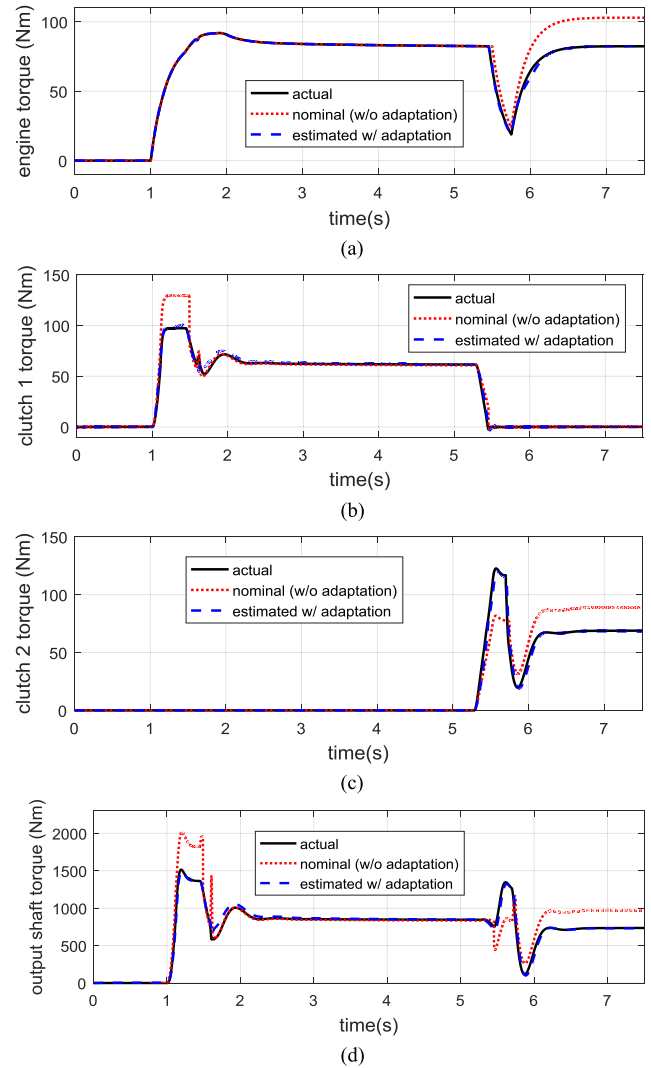 engine torque (Nm)
100
50
0
actual
nominal (w/o adaptation)
estimated w/ adaptation
0 1 2 3 4 5 6 7
time(s)
(a)
clutch 1 torque (Nm)
150
100
50
0
actual
nominal (w/o adaptation)
estimated w/ adaptation
0 1 2 3 4 5 6 7
time(s)
(b)
clutch 2 torque (Nm)
150
100
50
0
actual
nominal (w/o adaptation)
estimated w/ adaptation
0 1 2 3 4 5 6 7
time(s)
(c)
output shaft torque (Nm)
2000
1500
1000
500
0
actual
nominal (w/o adaptation)
estimated w/ adaptation
0 1 2 3 4 5 6 7
time(s)
(d)